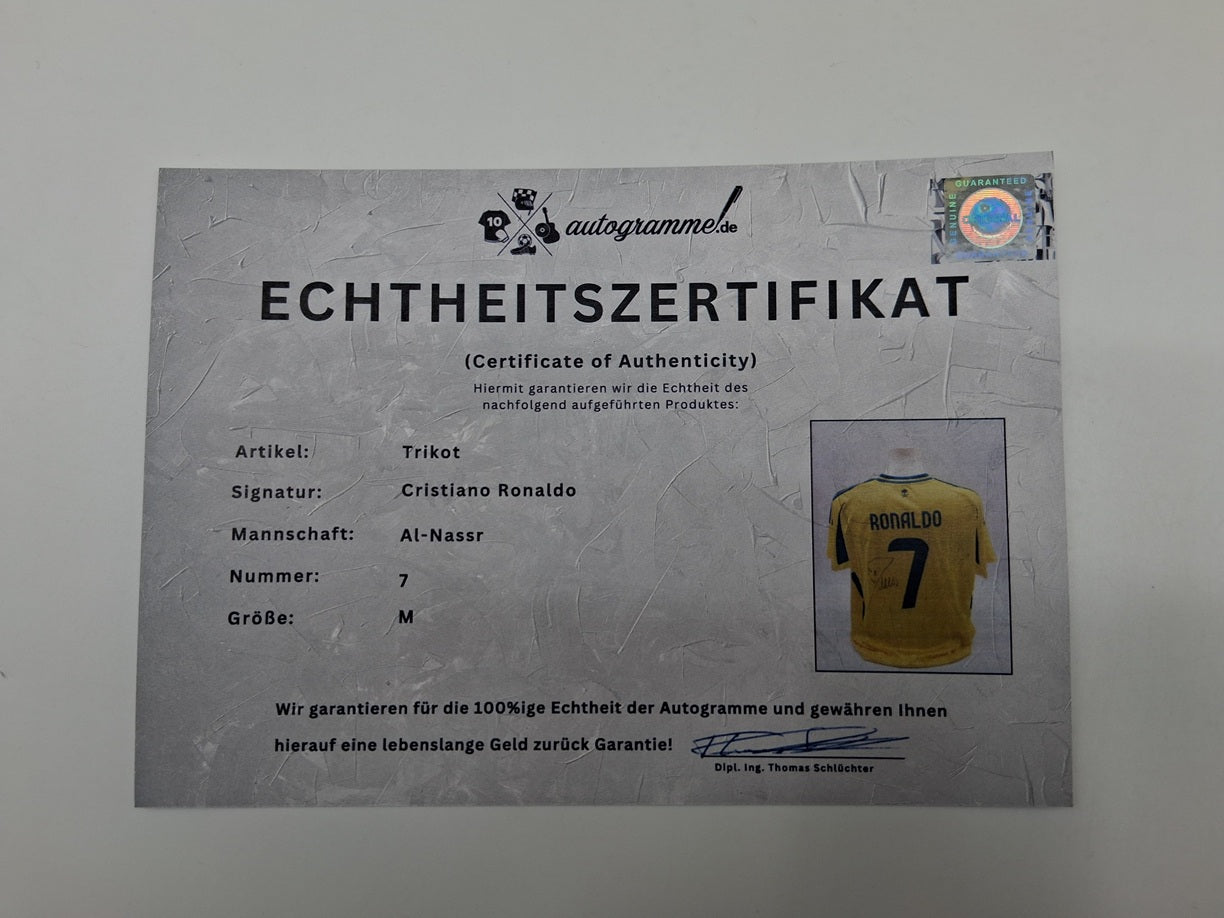 10
autogramme!.de
GUARANTEED
GENUINE
ECHTHEITSZERTIFIKAT
(Certificate of Authenticity)
Hiermit garantieren wir die Echtheit des
nachfolgend aufgeführten Produktes:
Artikel: Trikot
Signatur: Cristiano Ronaldo
Mannschaft: Al-Nassr
Nummer: 7
Größe: M
RONALDO
7
Wir garantieren für die 100%ige Echtheit der Autogramme und gewähren Ihnen
hierauf eine lebenslange Geld zurück Garantie!
Dipl. Ing. Thomas Schlüchter